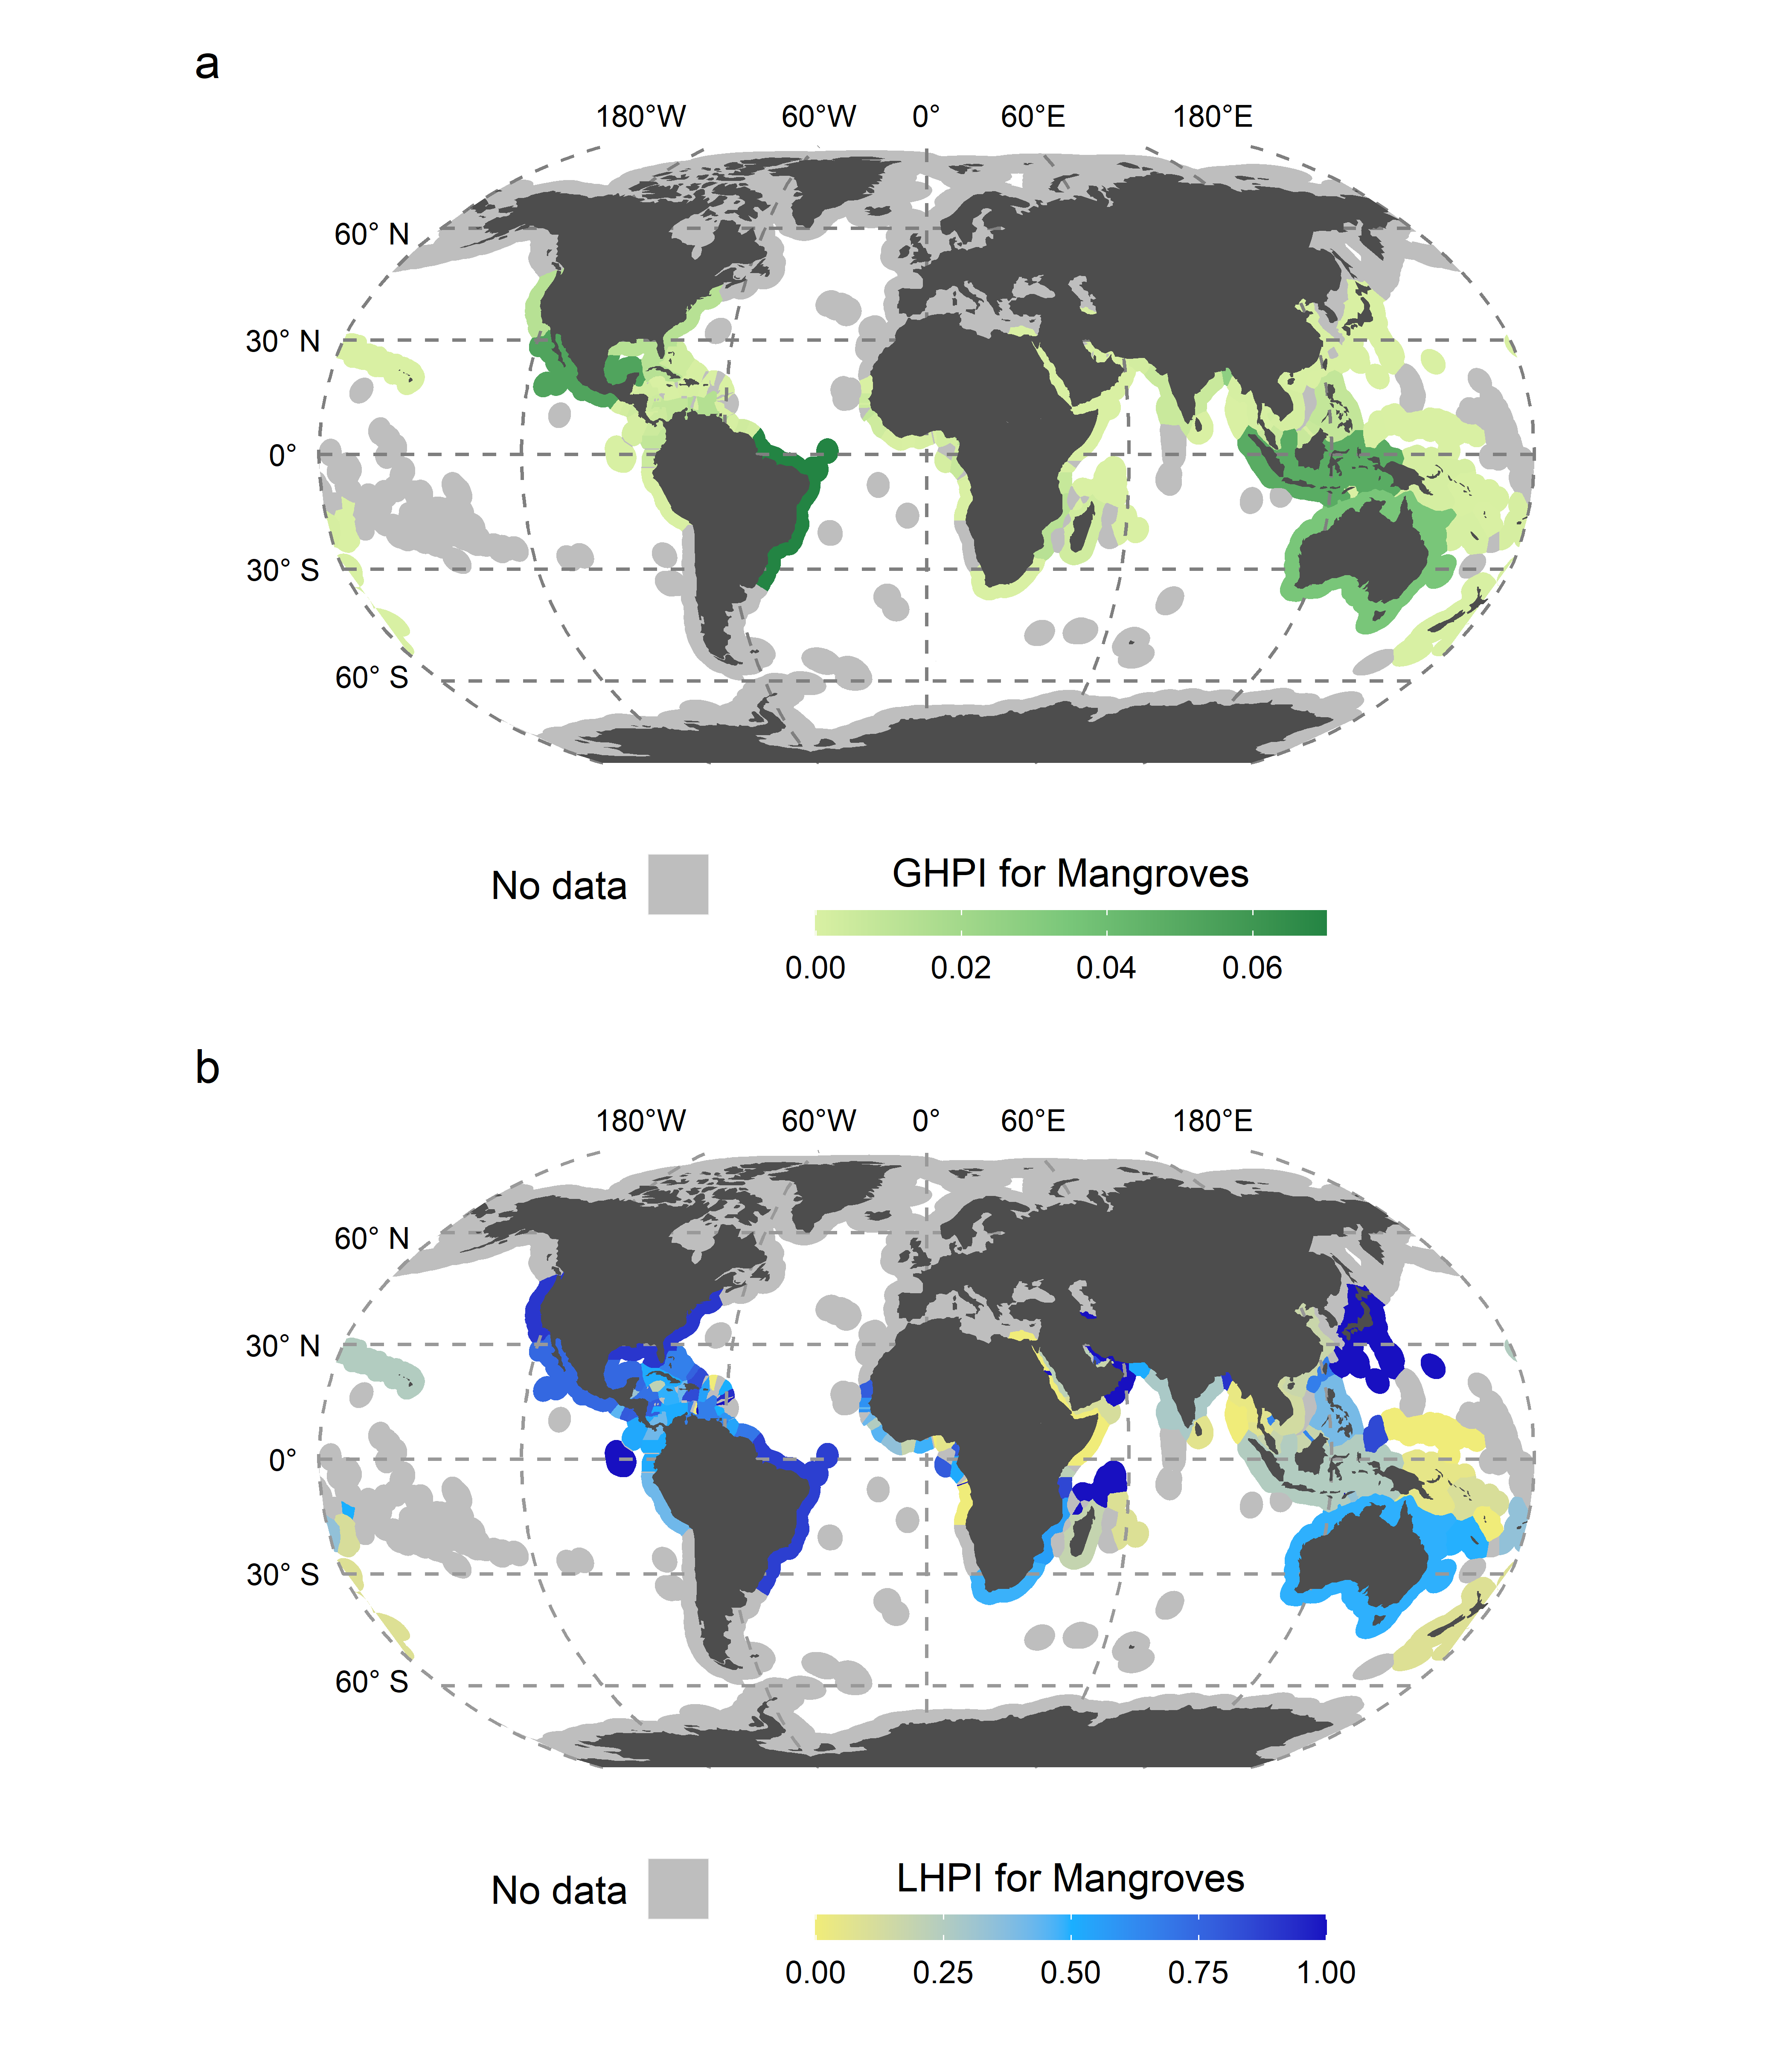 a
180°W 60°W 0° 60°E 180°E
60° N
30° N
0°
30° S
60° S
No data
GHPI for Mangroves
0.00 0.02 0.04 0.06
b
180°W 60°W 0° 60°E 180°E
60° N
30° N
0°
30° S
60° S
No data
LHPI for Mangroves
0.00 0.25 0.50 0.75 1.00